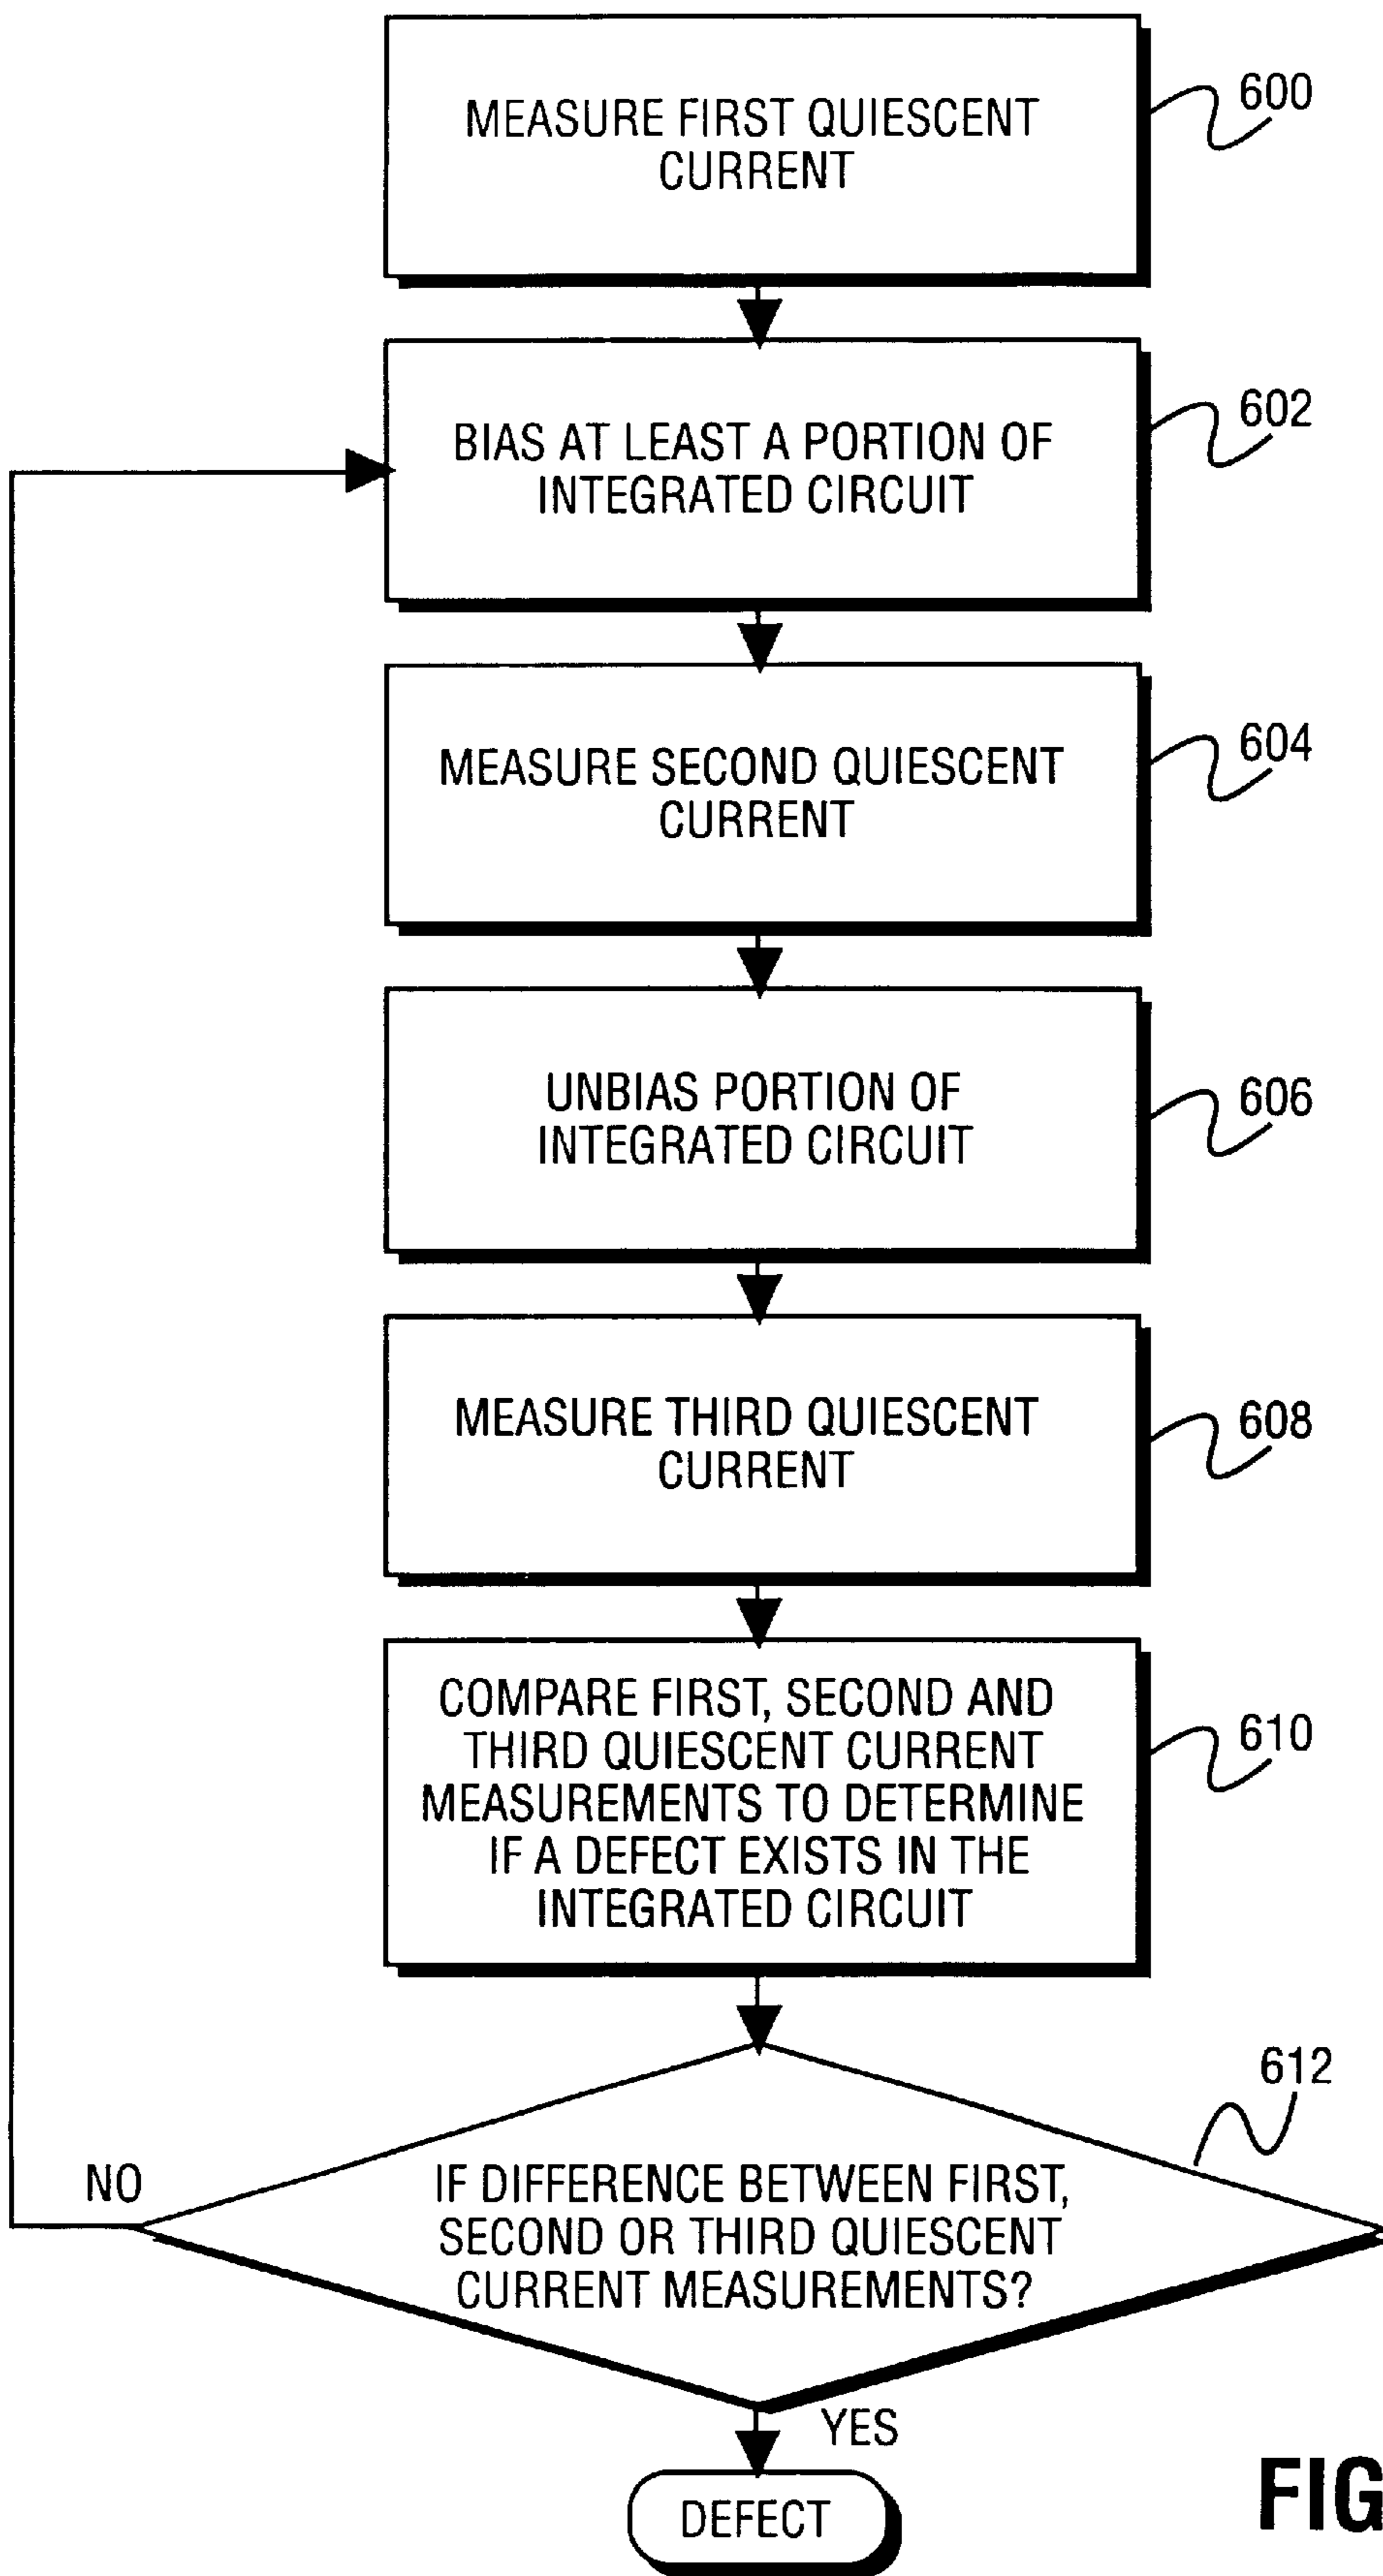 MEASURE FIRST QUIESCENT
CURRENT
600
BIAS AT LEAST A PORTION OF
INTEGRATED CIRCUIT
602
MEASURE SECOND QUIESCENT
CURRENT
604
UNBIAS PORTION OF
INTEGRATED CIRCUIT
606
MEASURE THIRD QUIESCENT
CURRENT
608
COMPARE FIRST, SECOND AND
THIRD QUIESCENT CURRENT
MEASUREMENTS TO DETERMINE
IF A DEFECT EXISTS IN THE
INTEGRATED CIRCUIT
610
612
NO
IF DIFFERENCE BETWEEN FIRST,
SECOND OR THIRD QUIESCENT
CURRENT MEASUREMENTS?
YES
DEFECT
FIG